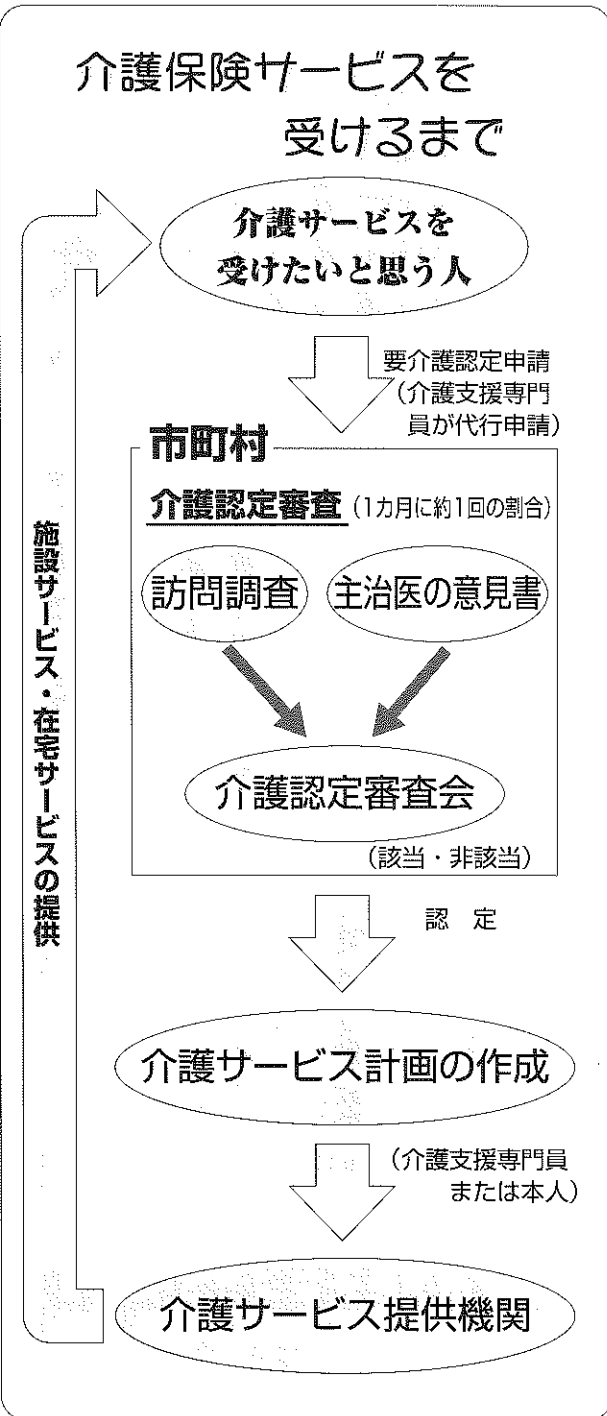 介護保険サービスを
受けるまで
介護サービスを
受けたいと思う人
要介護認定申請
（介護支援専門
員が代行申請）
市町村
介護認定審査（1カ月に約1回の割合）
訪問調査
主治医の意見書
介護認定審査会
（該当・非該当）
認　定
介護サービス計画の作成
（介護支援専門員
または本人）
介護サービス提供機関
施設サービス・在宅サービスの提供